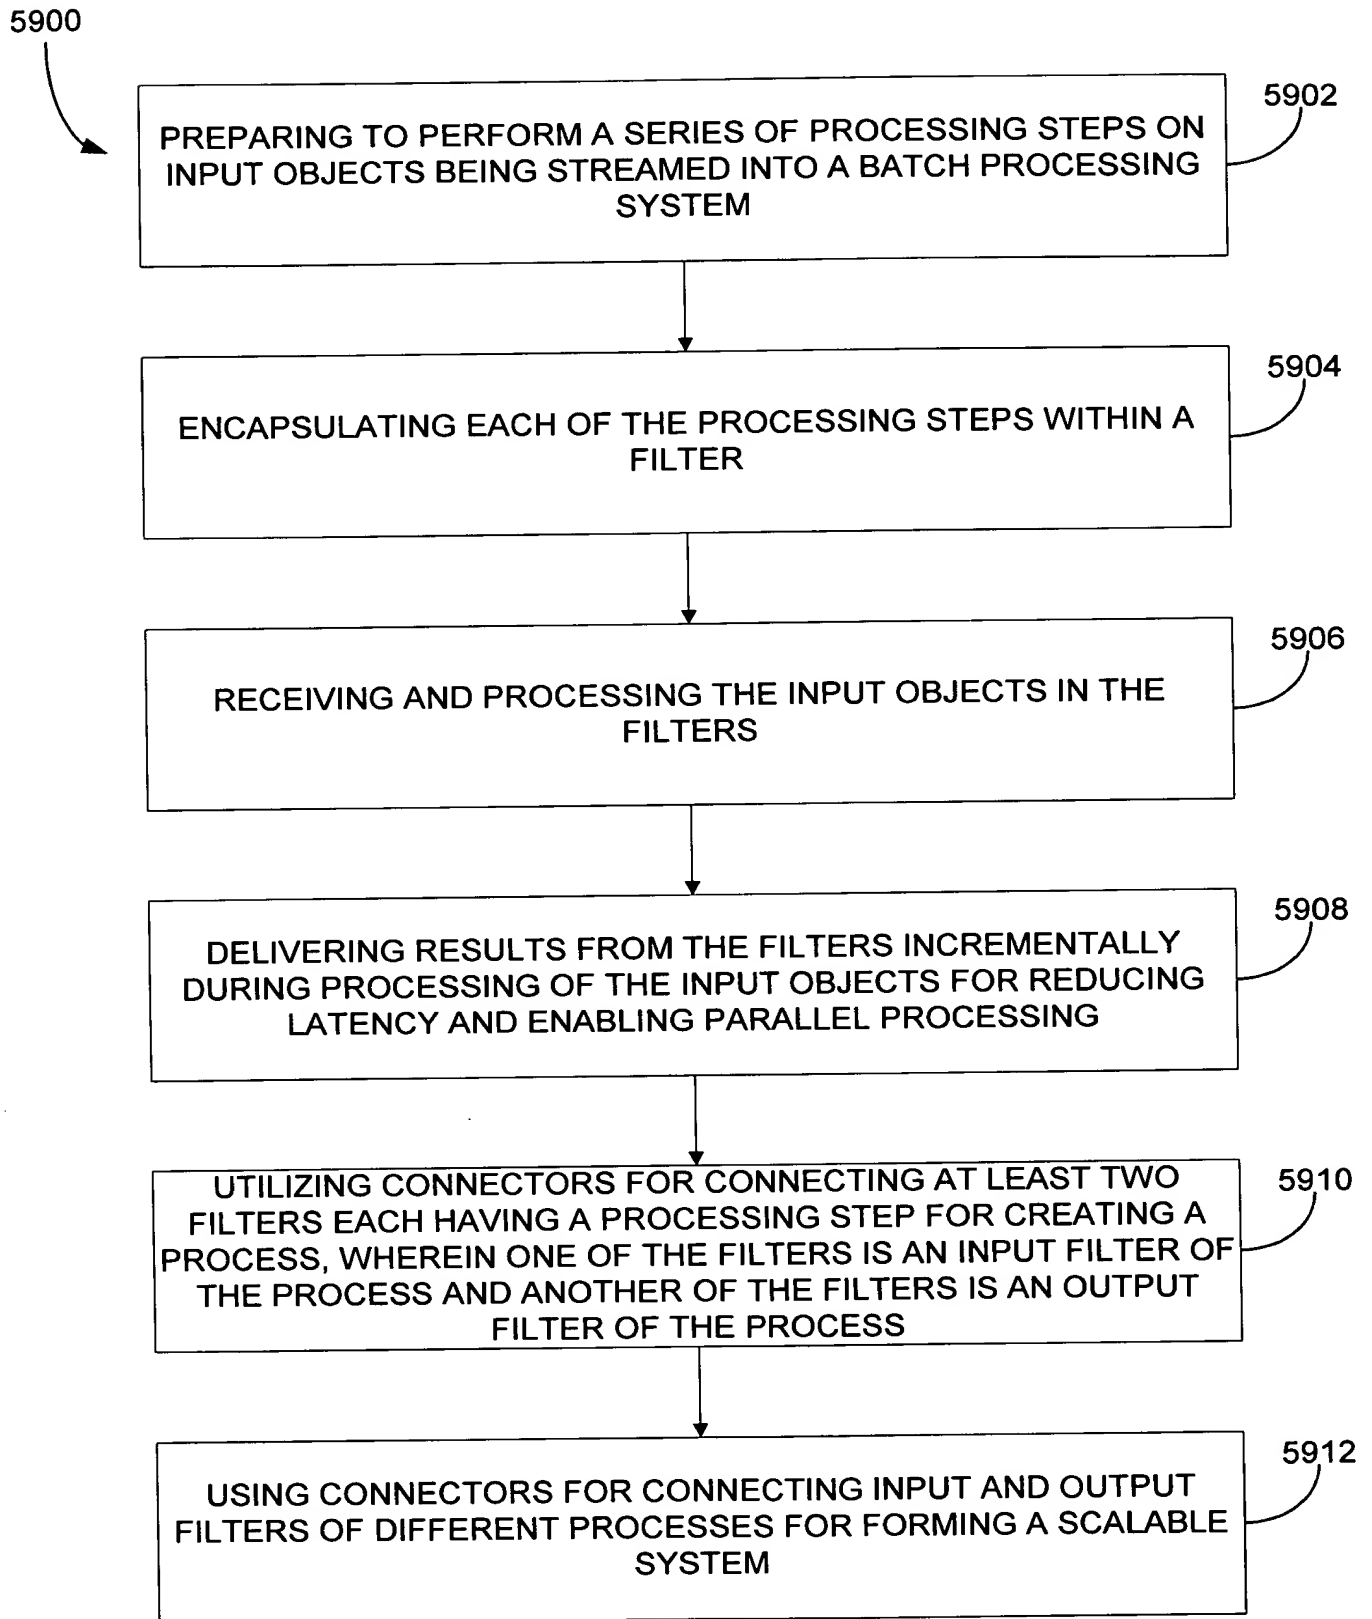 5900
5902
PREPARING TO PERFORM A SERIES OF PROCESSING STEPS ON
INPUT OBJECTS BEING STREAMED INTO A BATCH PROCESSING
SYSTEM
5904
ENCAPSULATING EACH OF THE PROCESSING STEPS WITHIN A
FILTER
5906
RECEIVING AND PROCESSING THE INPUT OBJECTS IN THE
FILTERS
5908
DELIVERING RESULTS FROM THE FILTERS INCREMENTALLY
DURING PROCESSING OF THE INPUT OBJECTS FOR REDUCING
LATENCY AND ENABLING PARALLEL PROCESSING
5910
UTILIZING CONNECTORS FOR CONNECTING AT LEAST TWO
FILTERS EACH HAVING A PROCESSING STEP FOR CREATING A
PROCESS, WHEREIN ONE OF THE FILTERS IS AN INPUT FILTER OF
THE PROCESS AND ANOTHER OF THE FILTERS IS AN OUTPUT
FILTER OF THE PROCESS
5912
USING CONNECTORS FOR CONNECTING INPUT AND OUTPUT
FILTERS OF DIFFERENT PROCESSES FOR FORMING A SCALABLE
SYSTEM